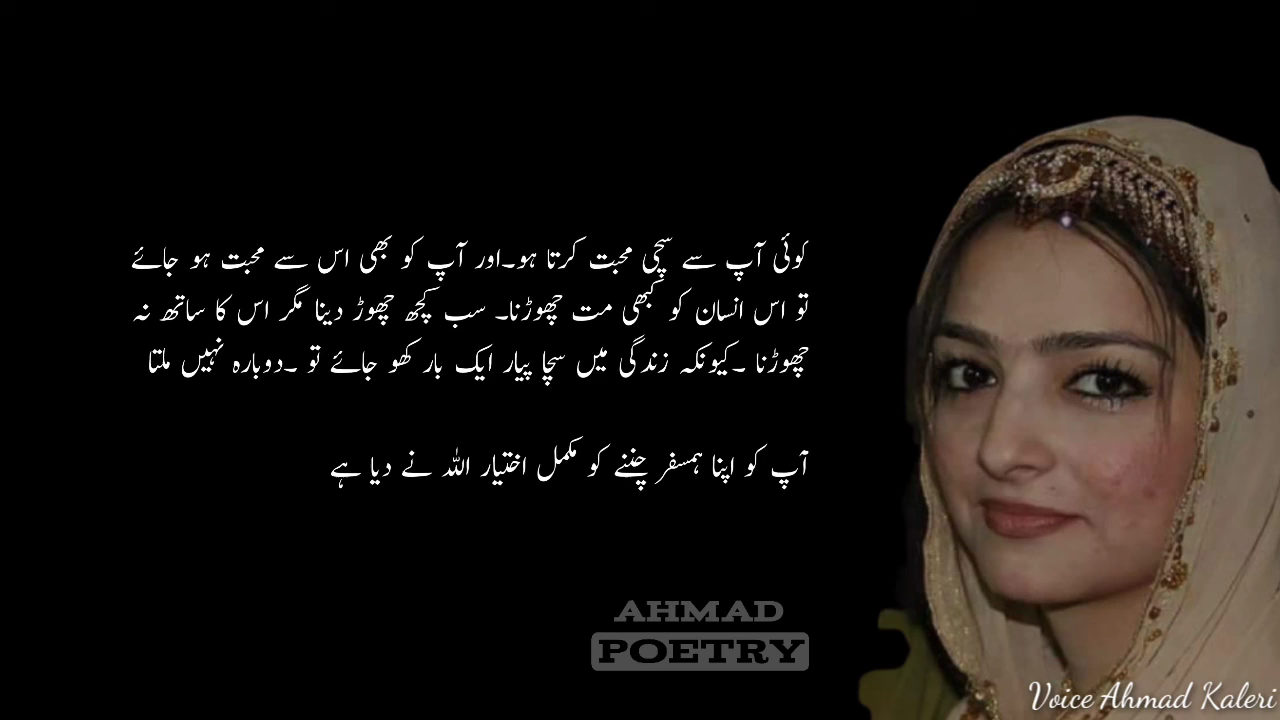 کوئی آپ سے سچی محبت کرتا ہو۔اور آپ کو بھی اس سے محبت ہو جائے
تو اس انسان کو کبھی مت چھوڑنا۔ سب کچھ چھوڑ دینا مگر اس کا ساتھ نہ
چھوڑنا ۔کیونکہ زندگی میں سچا پیار ایک بار کھو جائے تو ۔دوبارہ نہیں ملتا
آپ کو اپنا ہمسفر چننے کو مکمل اختیار اللہ نے دیا ہے
AHMAD
POETRY
Voice Ahmad Kaleri